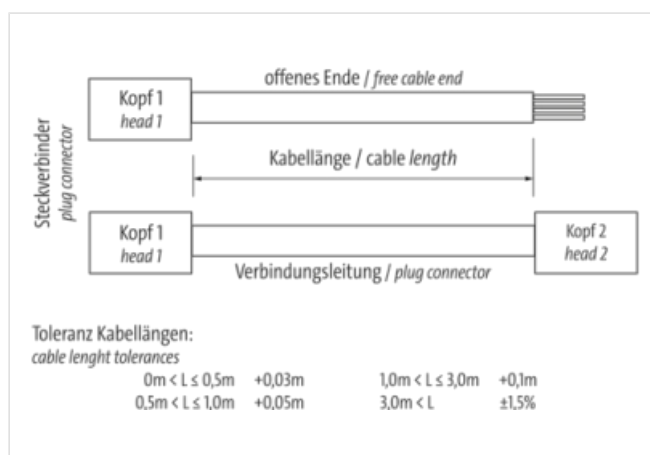 offenes Ende / free cable end
Kopf 1
head 1
Steckverbinder
plug connector
Kabellänge / cable length
Kopf 1
head 1
Kopf 2
head 2
Verbindungsleitung / plug connector
Toleranz Kabellängen:
cable lenght tolerances
0m < L ≤ 0,5m +0,03m 1,0m < L ≤ 3,0m +0,1m
0,5m < L ≤ 1,0m +0,05m 3,0m < L ±1,5%